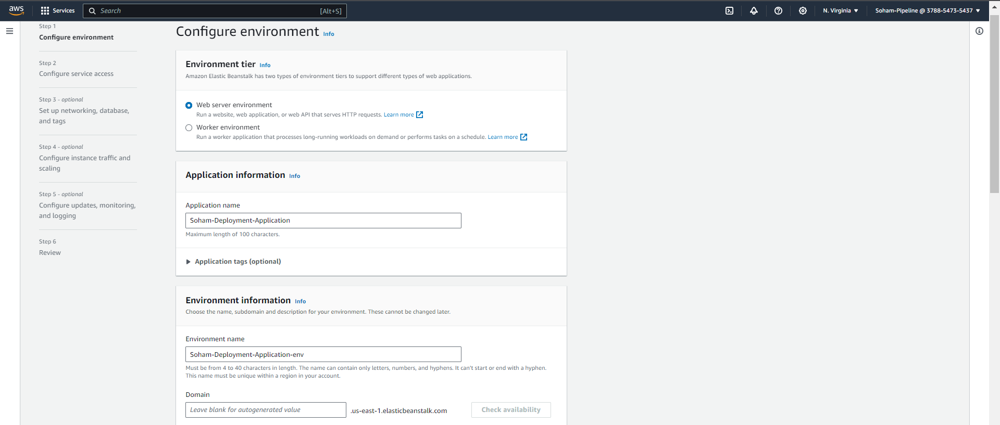 aws
Services
Search
[Alt+S]
N. Virginia
Soham-Pipeline @ 3788-5473-5437
Step 1
Configure environment
Step 2
Configure service access
Step 3 - optional
Set up networking, database,
and tags
Step 4 - optional
Configure instance traffic and
scaling
Step 5 - optional
Configure updates, monitoring,
and logging
Step 6
Review
Configure environment Info
Environment tier Info
Amazon Elastic Beanstalk has two types of environment tiers to support different types of web applications.
Web server environment
Run a website, web application, or web API that serves HTTP requests. Learn more
Worker environment
Run a worker application that processes long-running workloads on demand or performs tasks on a schedule. Learn more
Application information Info
Application name
Soham-Deployment-Application
Maximum length of 100 characters.
Application tags (optional)
Environment information Info
Choose the name, subdomain and description for your environment. These cannot be changed later.
Environment name
Soham-Deployment-Application-env
Must be from 4 to 40 characters in length. The name can contain only letters, numbers, and hyphens. It can't start or end with a hyphen.
This name must be unique within a region in your account.
Domain
Leave blank for autogenerated value
.us-east-1.elasticbeanstalk.com
Check availability